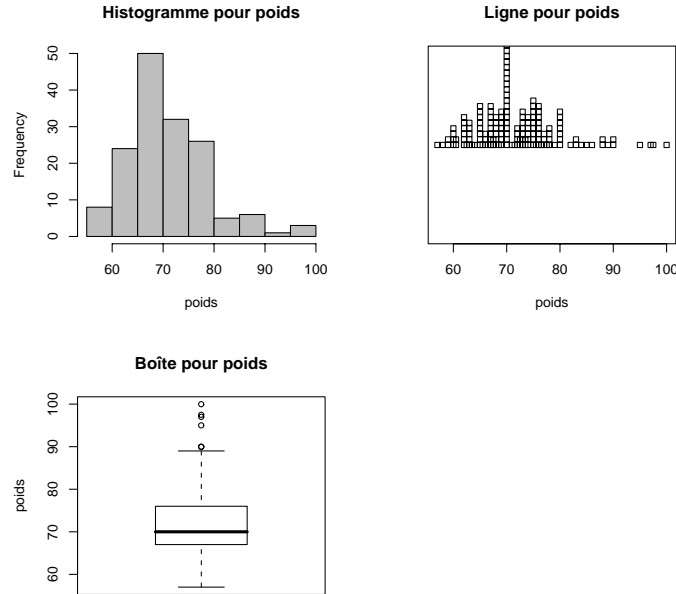 Histogramme pour poids
Frequency
50
40
30
20
10
0
60 70 80 90 100
poids
Ligne pour poids
60 70 80 90 100
poids
Boîte pour poids
poids
100
90
80
70
60